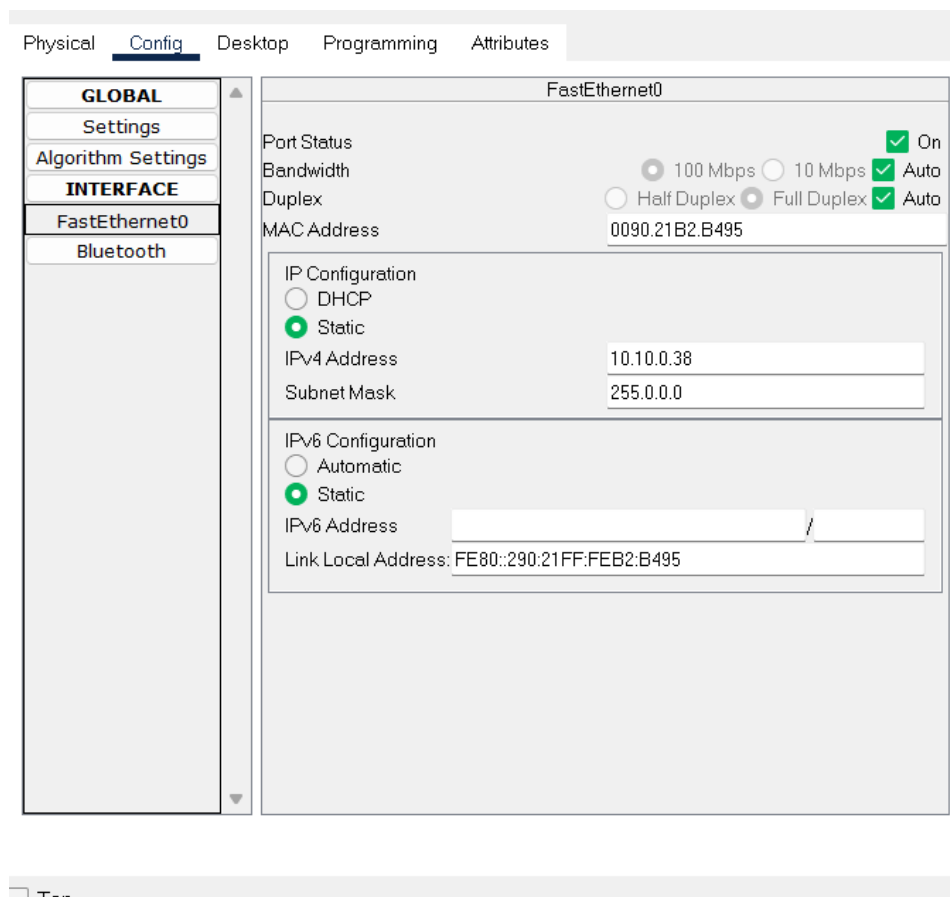 Physical Config Desktop Programming Attributes
GLOBAL
Settings
Algorithm Settings
INTERFACE
FastEthernet0
Bluetooth
FastEthernet0
Port Status On
Bandwidth 100 Mbps 10 Mbps Auto
Duplex Half Duplex Full Duplex Auto
MAC Address 0090.21B2.B495
IP Configuration
DHCP
Static
IPv4 Address 10.10.0.38
Subnet Mask 255.0.0.0
IPv6 Configuration
Automatic
Static
IPv6 Address /
Link Local Address: FE80::290:21FF:FEB2:B495